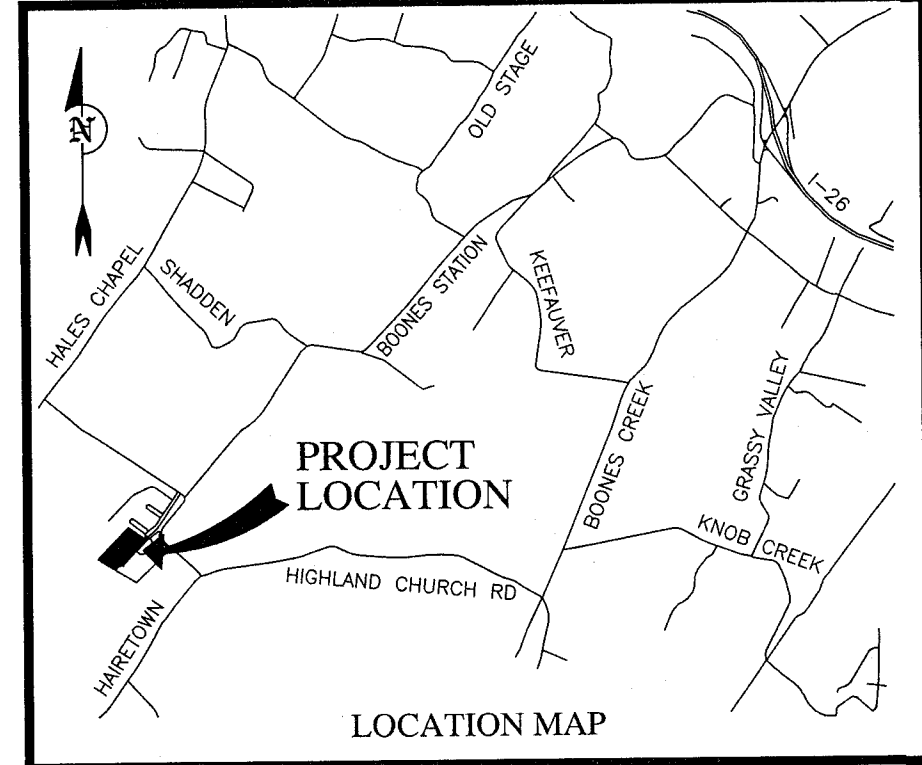 N
OLD STAGE
I-26
HALES CHAPEL
SHADDEN
BOONES STATION
KEEFAUVER
BOONES CREEK
GRASSY VALLEY
PROJECT
LOCATION
KNOB CREEK
HIGHLAND CHURCH RD
HAIRETOWN
LOCATION MAP